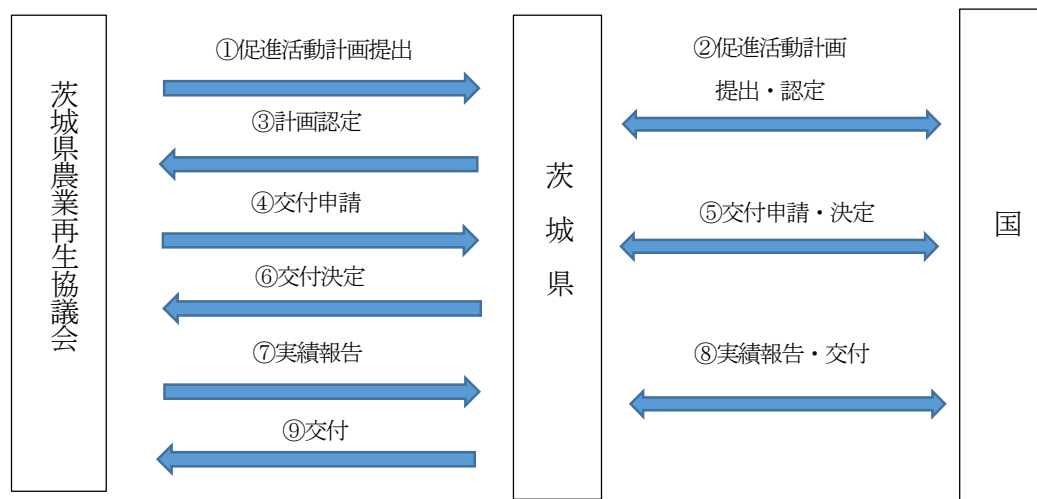 茨城県農業再生協議会
①促進活動計画提出
③計画認定
④交付申請
⑥交付決定
⑦実績報告
⑨交付
茨城県
②促進活動計画
提出・認定
⑤交付申請・決定
⑧実績報告・交付
国